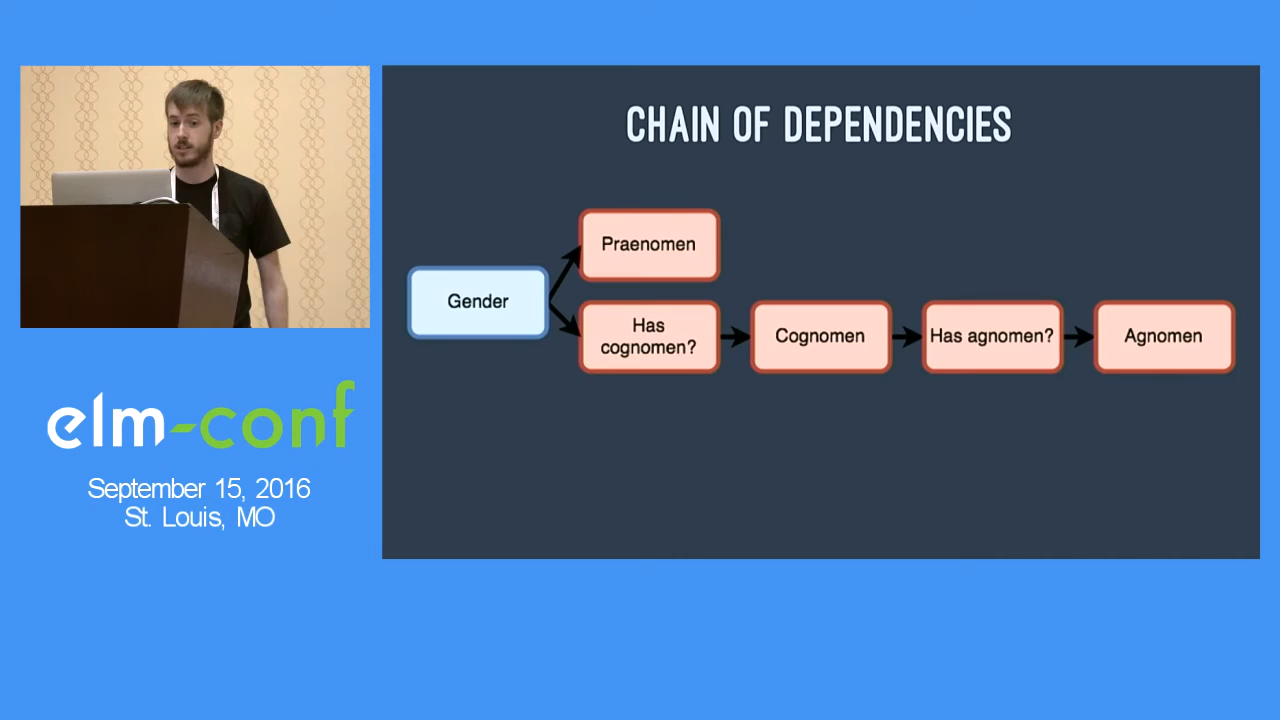 CHAIN OF DEPENDENCIES
Praenomen
Gender
Has
cognomen?
Cognomen
Has agnomen?
Agnomen
elm-conf
September 15, 2016
St. Louis, MO